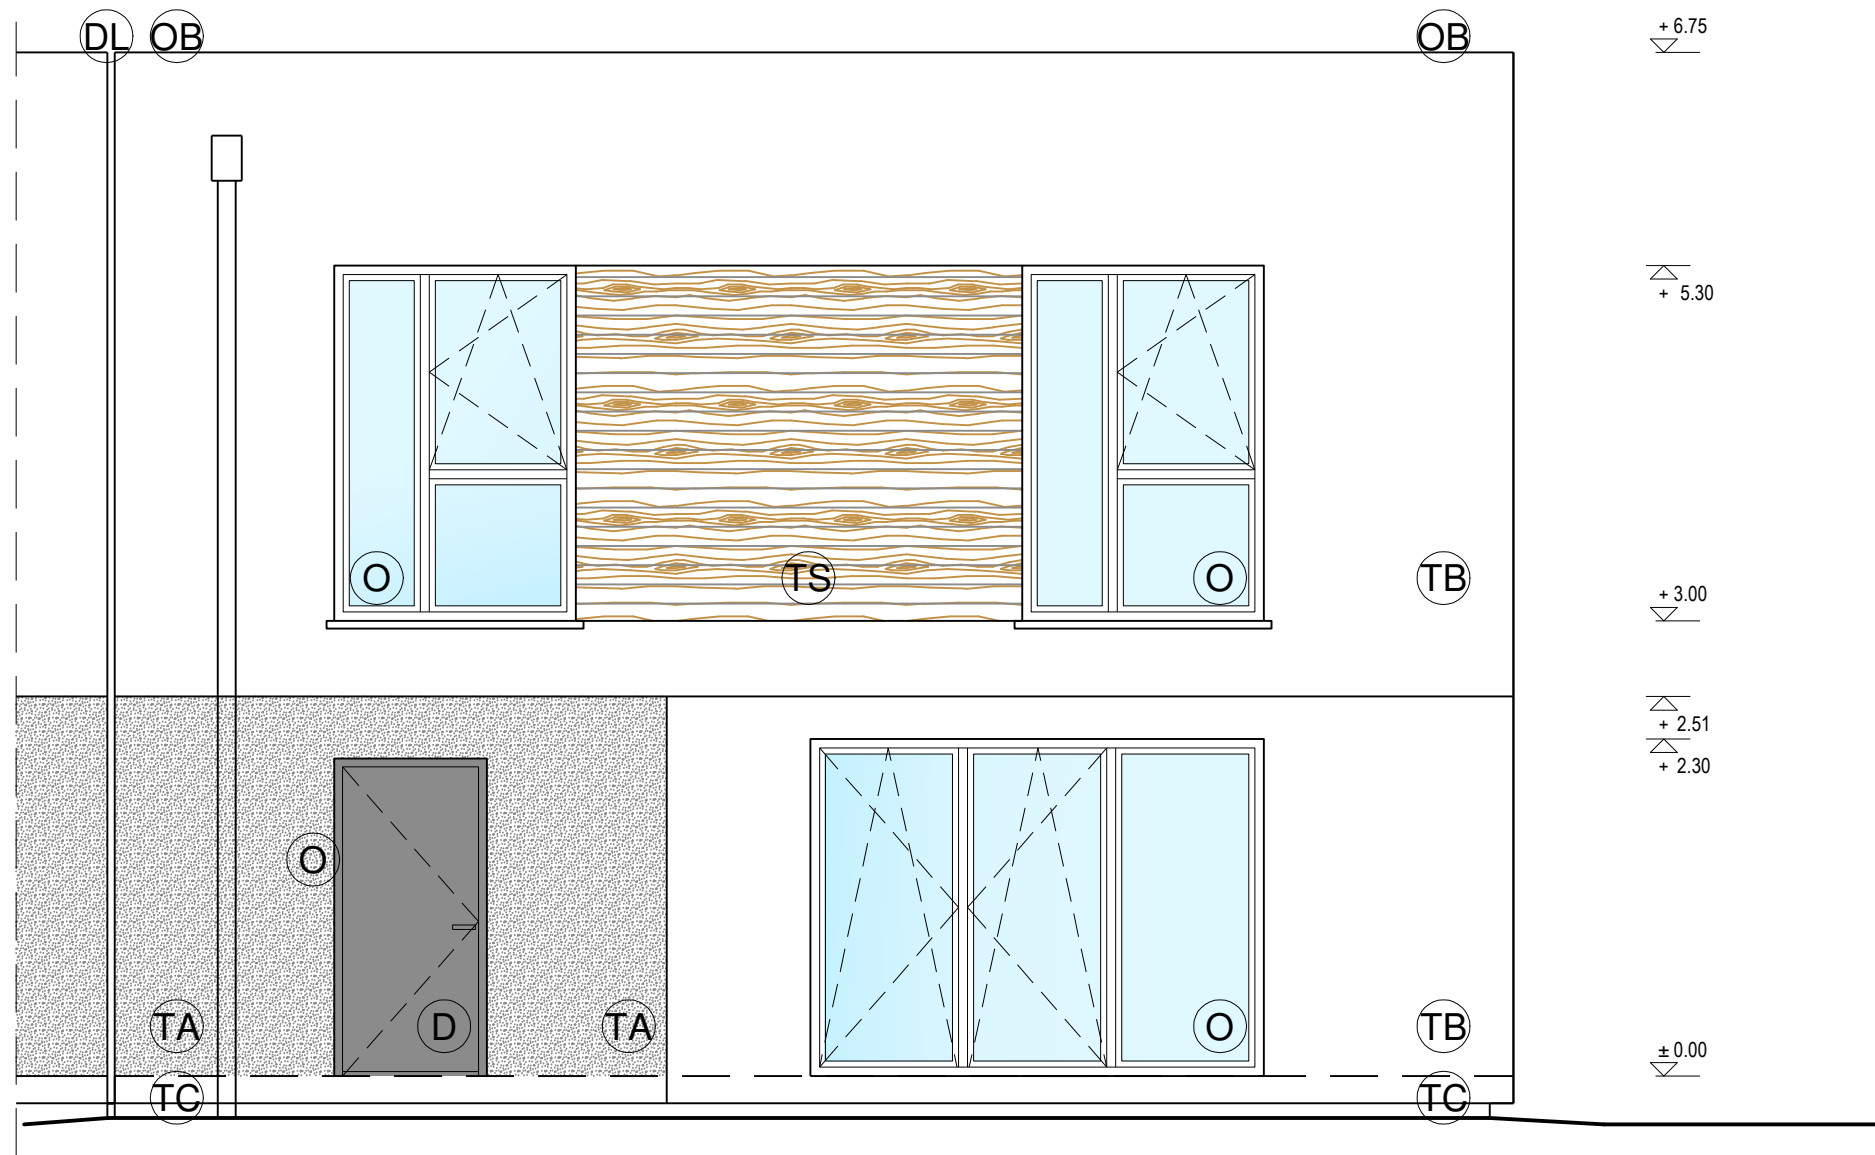 DL OB OB + 6.75
+ 5.30
O TS O TB
+ 3.00
+ 2.51
+ 2.30
O
TA D TA O TB
± 0.00
TC TC